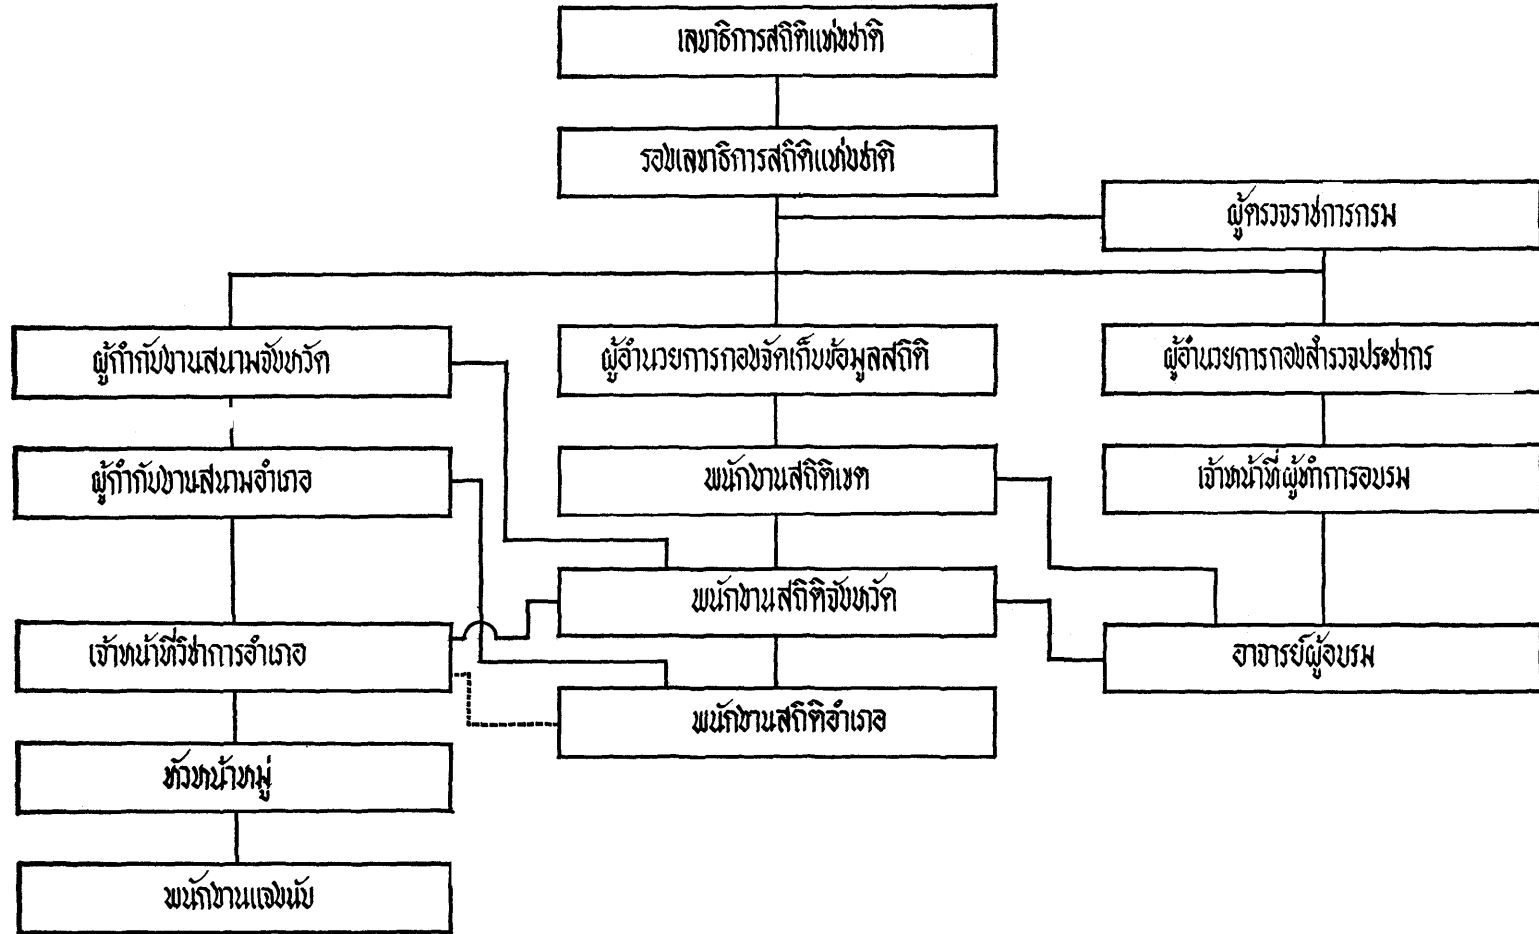 เลขาธิการสถิติแห่งชาติ
รองเลขาธิการสถิติแห่งชาติ
ผู้ตรวจราชการกรม
ผู้กำกับงานสนามจังหวัด
ผู้อำนวยการกองจัดเก็บข้อมูลสถิติ
ผู้อำนวยการกองสำรวจประชากร
ผู้กำกับงานสนามอำเภอ
พนักงานสถิติเขต
เจ้าหน้าที่ผู้ทำการอบรม
พนักงานสถิติจังหวัด
เจ้าหน้าที่วิชาการอำเภอ
อาจารย์ผู้อบรม
พนักงานสถิติอำเภอ
หัวหน้าหมู่
พนักงานแจงนับ